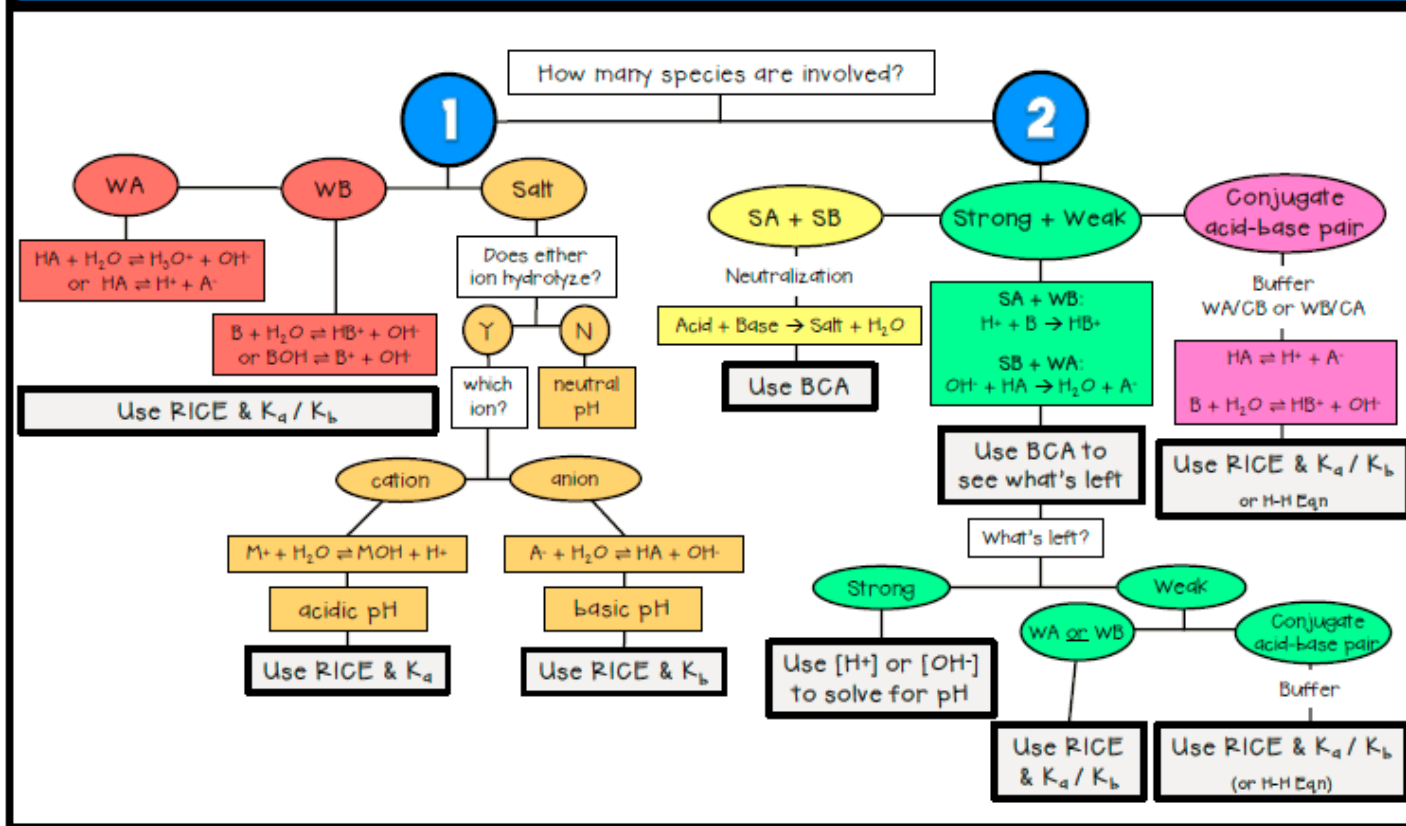 How many species are involved?
1
2
WA
WB
Salt
HA + H₂O ⇌ H₃O⁺ + OH⁻
or HA ⇌ H⁺ + A⁻
B + H₂O ⇌ HB⁺ + OH⁻
or BOH ⇌ B⁺ + OH⁻
Use RICE & Kₐ / K_b
Does either
ion hydrolyze?
Y
N
which
ion?
neutral
pH
cation
anion
M⁺ + H₂O ⇌ MOH + H⁺
A⁻ + H₂O ⇌ HA + OH⁻
acidic pH
basic pH
Use RICE & Kₐ
Use RICE & K_b
SA + SB
Strong + Weak
Conjugate
acid-base pair
Neutralization
Acid + Base → Salt + H₂O
Use BCA
SA + WB:
H⁺ + B → HB⁺
SB + WA:
OH⁻ + HA → H₂O + A⁻
Use BCA to
see what's left
What's left?
Strong
Weak
Use [H⁺] or [OH⁻]
to solve for pH
WA or WB
Conjugate
acid-base pair
Buffer
Use RICE
& Kₐ / K_b
Use RICE & Kₐ / K_b
(or H-H Eqn)
Buffer
WA/CB or WB/CA
HA ⇌ H⁺ + A⁻
B + H₂O ⇌ HB⁺ + OH⁻
Use RICE & Kₐ / K_b
or H-H Eqn